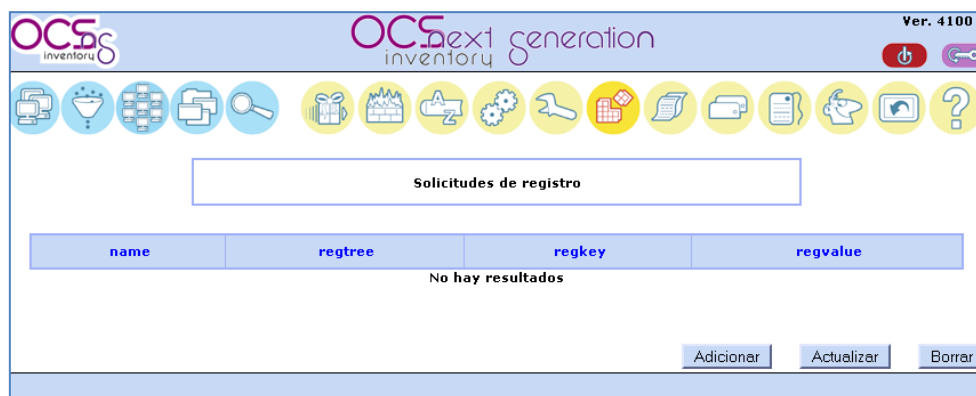 OCS ng
inventory
OCS next generation
inventory
Ver. 4100
A
Z
?
Solicitudes de registro
name regtree regkey regvalue
No hay resultados
Adicionar Actualizar Borrar